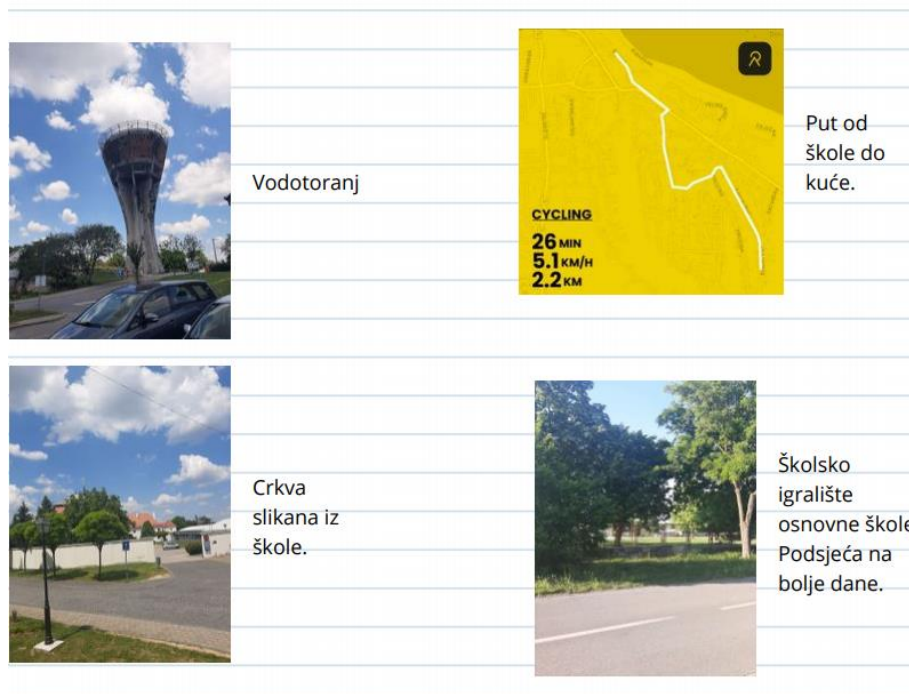 Vodotoranj
CYCLING
26 MIN
5.1 KM/H
2.2 KM
Put od
škole do
kuće.
Crkva
slikana iz
škole.
Školsko
igralište
osnovne škole
Podsjeća na
bolje dane.